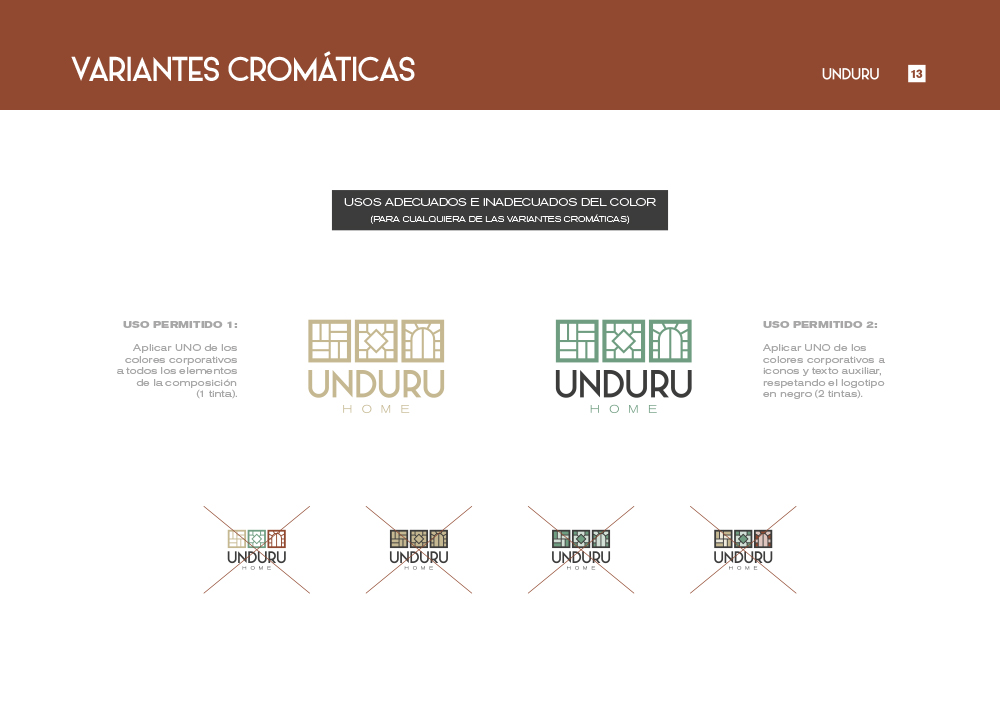 VARIANTES CROMÁTICAS
UNDURU
13
USOS ADECUADOS E INADECUADOS DEL COLOR
(PARA CUALQUIERA DE LAS VARIANTES CROMÁTICAS)
USO PERMITIDO 1:
Aplicar UNO de los
colores corporativos
a todos los elementos
de la composición
(1 tinta).
UNDURU
HOME
UNDURU
HOME
USO PERMITIDO 2:
Aplicar UNO de los
colores corporativos a
iconos y texto auxiliar,
respetando el logotipo
en negro (2 tintas).
UNDURU
HOME
UNDURU
HOME
UNDURU
HOME
UNDURU
HOME